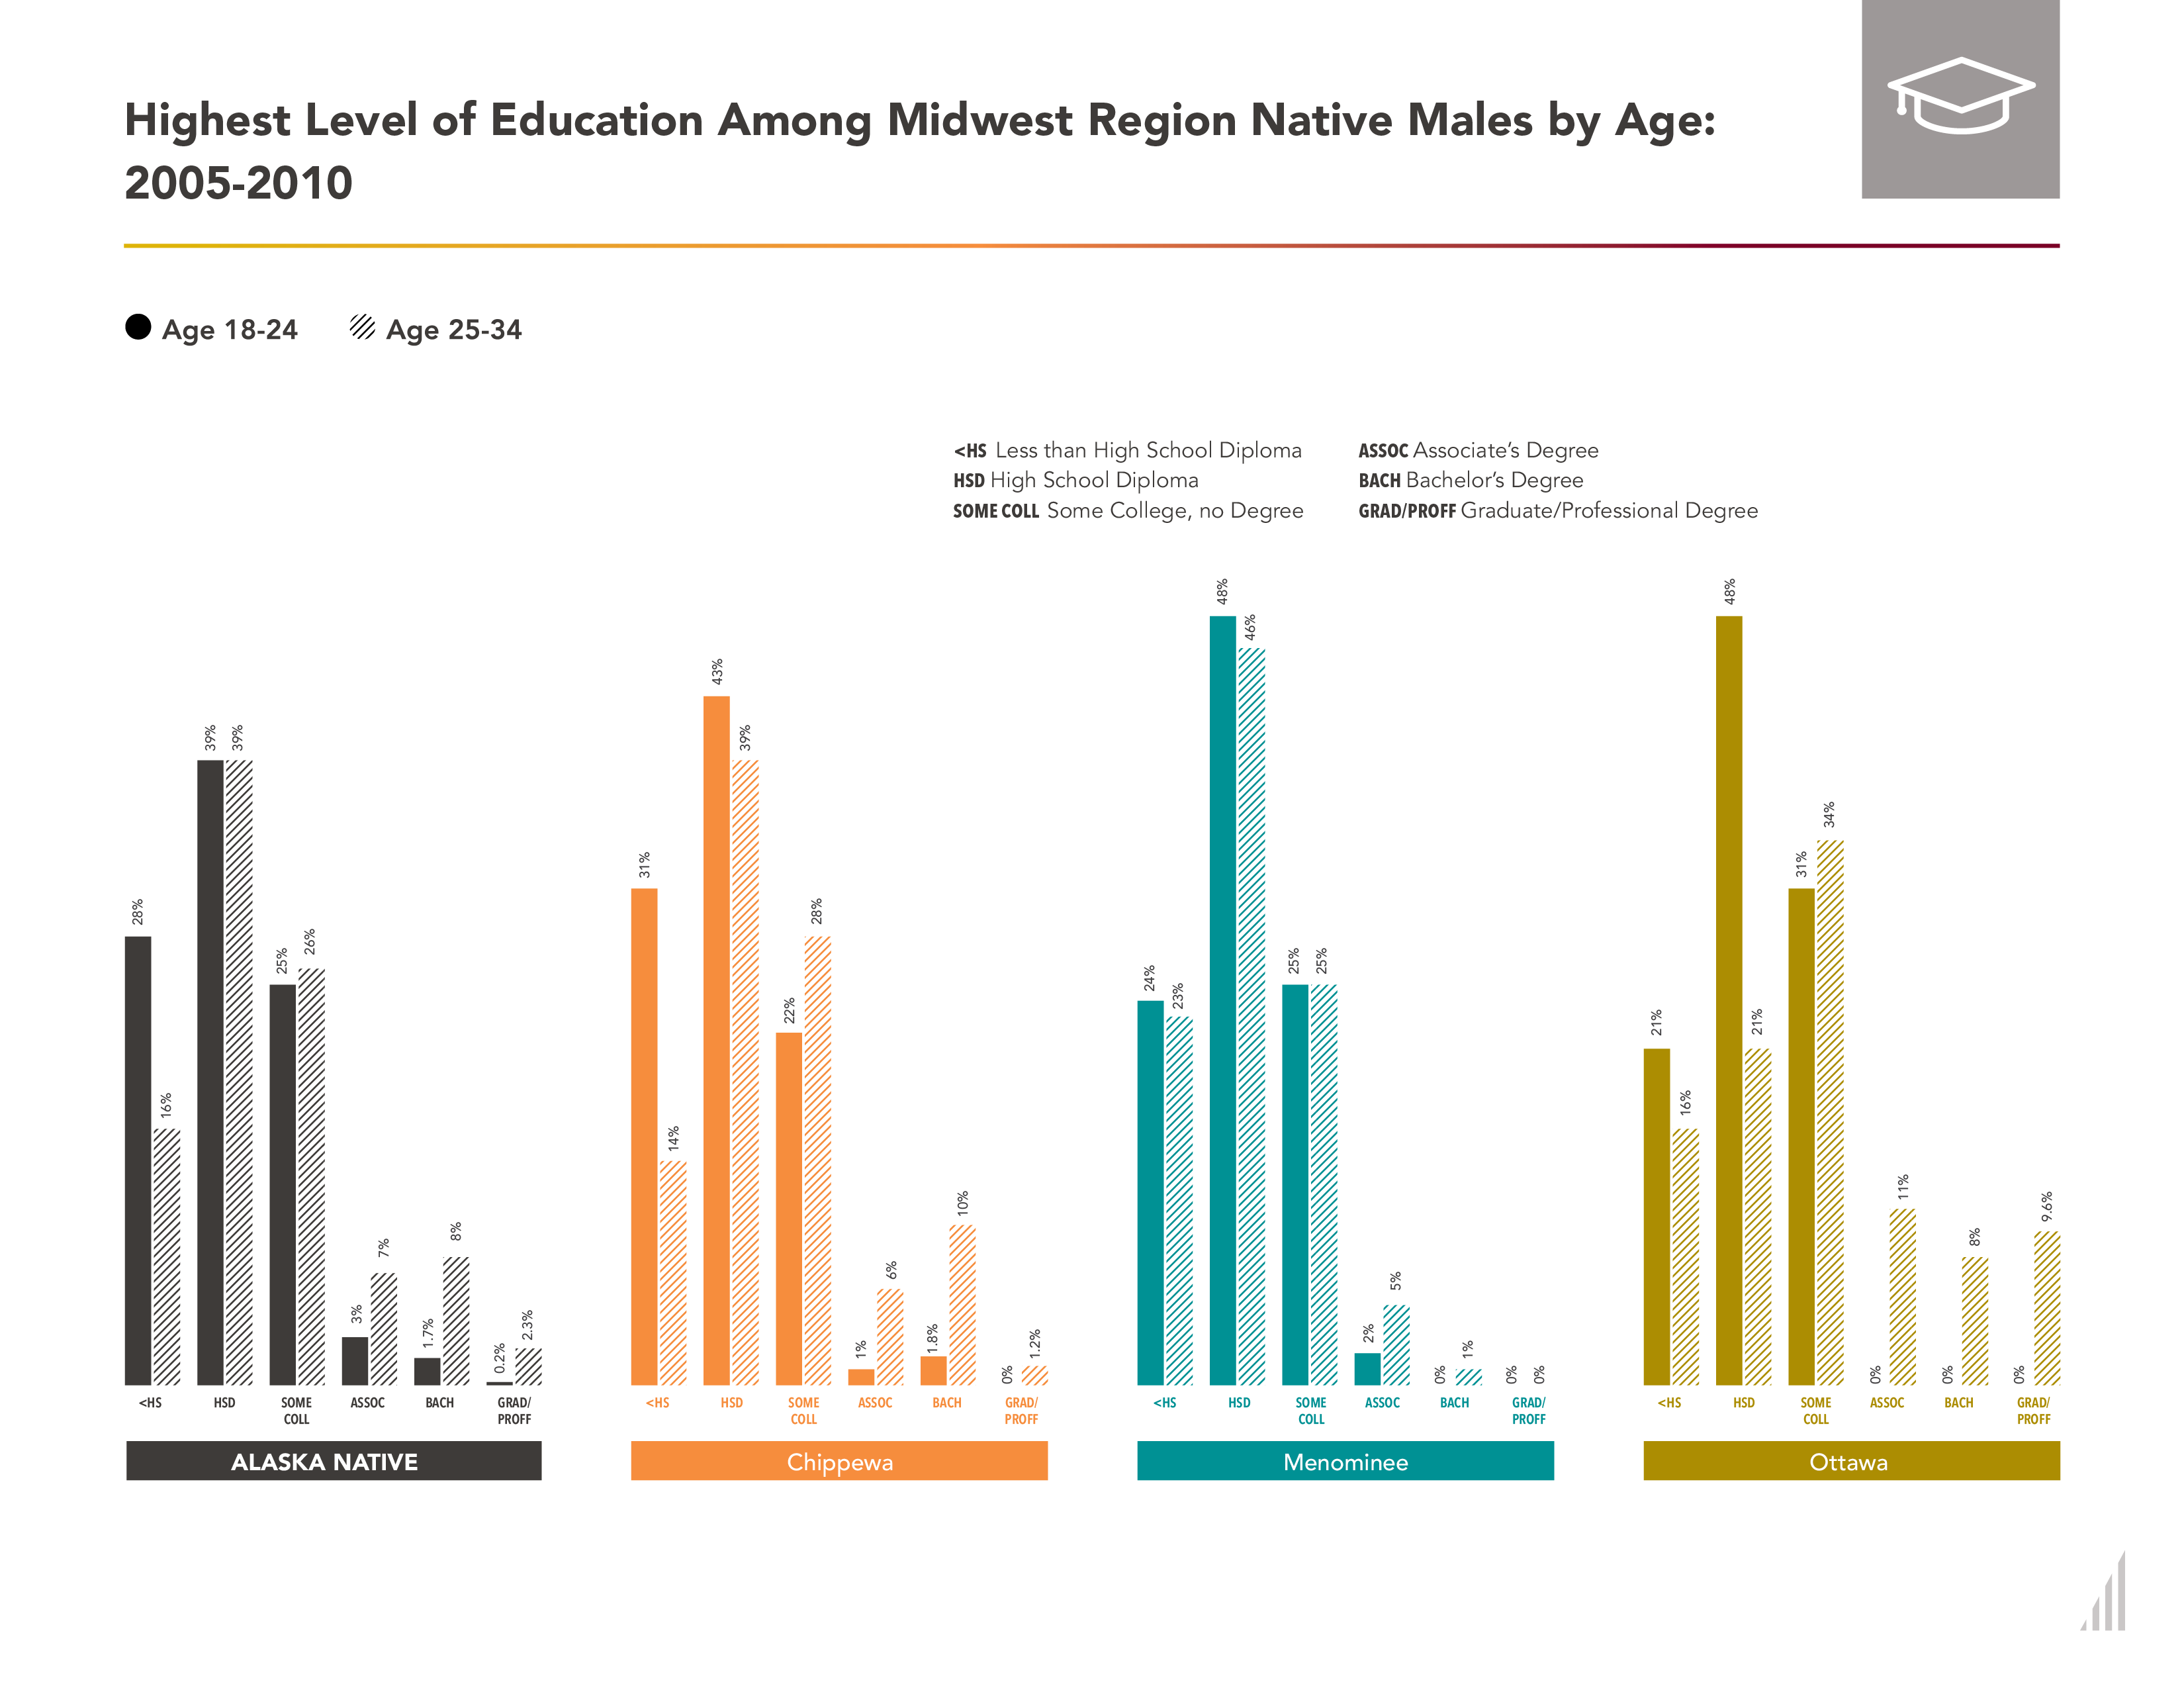 Highest Level of Education Among Midwest Region Native Males by Age:
2005-2010
Age 18-24 Age 25-34
<HS Less than High School Diploma
HSD High School Diploma
SOME COLL Some College, no Degree
ASSOC Associate's Degree
BACH Bachelor's Degree
GRAD/PROFF Graduate/Professional Degree
28% 16% 39% 39% 25% 26% 3% 7% 1.7% 8% 0.2% 2.3%
<HS HSD SOME COLL ASSOC BACH GRAD/PROFF
ALASKA NATIVE
31% 14% 43% 39% 22% 28% 1% 6% 1.8% 10% 0% 1.2%
<HS HSD SOME COLL ASSOC BACH GRAD/PROFF
Chippewa
24% 23% 48% 46% 25% 25% 2% 5% 0% 1% 0% 0%
<HS HSD SOME COLL ASSOC BACH GRAD/PROFF
Menominee
21% 16% 48% 21% 31% 34% 0% 11% 0% 8% 0% 9.6%
<HS HSD SOME COLL ASSOC BACH GRAD/PROFF
Ottawa